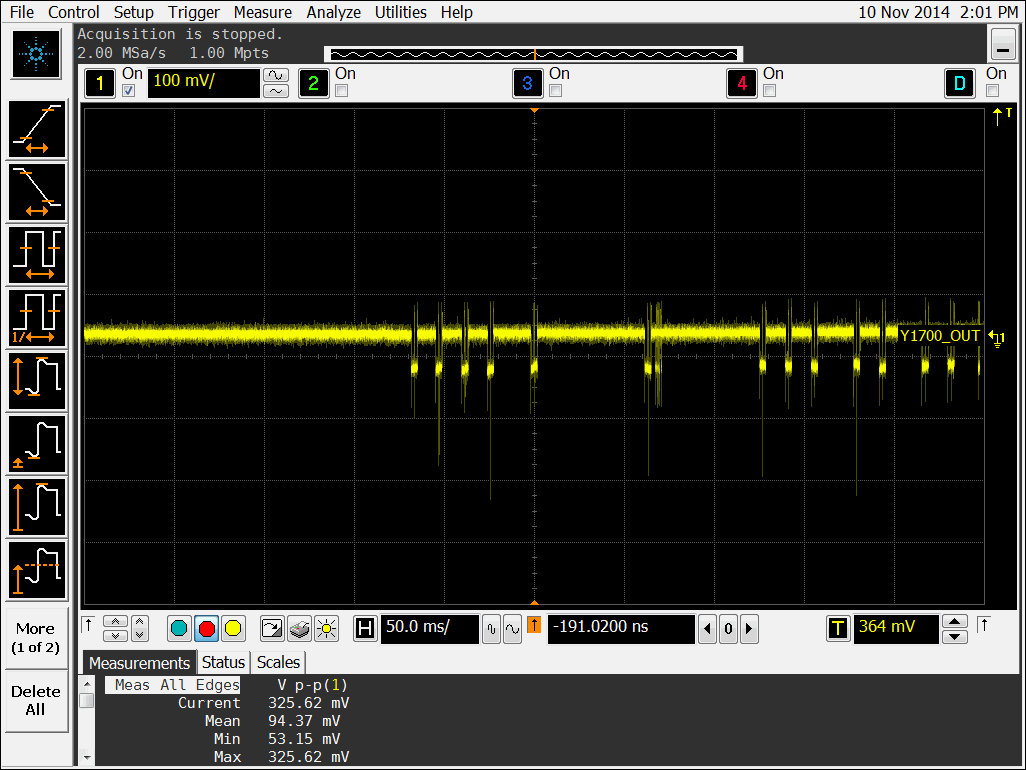 File Control Setup Trigger Measure Analyze Utilities Help 10 Nov 2014 2:01 PM
Acquisition is stopped.
2.00 MSa/s 1.00 Mpts
1 On 100 mV/ 2 On 3 On 4 On D On
T
Y1700_OUT 1
1/
H 50.0 ms/ -191.0200 ns 0 T 364 mV
More
(1 of 2)
Delete
All
Measurements Status Scales
Meas All Edges V p-p(1)
Current 325.62 mV
Mean 94.37 mV
Min 53.15 mV
Max 325.62 mV